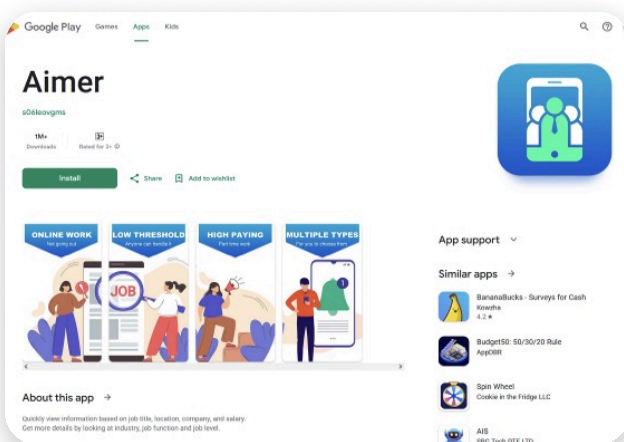 Google Play Games Apps Kids
Aimer
s06leovgms
1M+
Downloads
Rated for 3+
Install
Share
Add to wishlist
ONLINE WORK
Not going out
LOW THRESHOLD
Anyone can handle it
JOB
HIGH PAYING
Part time work
MULTIPLE TYPES
For you to choose from
1
App support
Similar apps
BananaBucks - Surveys for Cash
Kowzha
4.2★
Budget50: 50/30/20 Rule
AppDBR
Spin Wheel
Cookie in the Fridge LLC
AIS
About this app
Quickly view information based on job title, location, company, and salary.
Get more details by looking at industry, job function and job level.